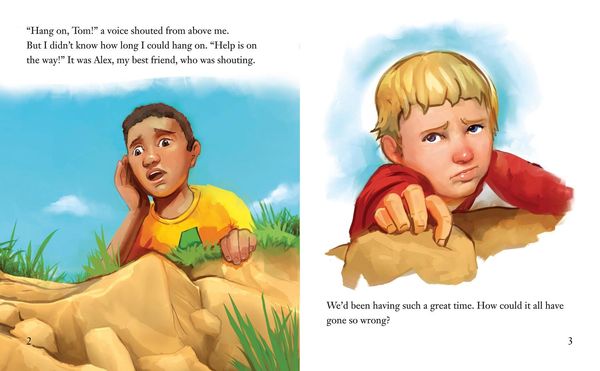 “Hang on, Tom!” a voice shouted from above me.
But I didn’t know how long I could hang on. “Help is on
the way!” It was Alex, my best friend, who was shouting.
2
We’d been having such a great time. How could it all have
gone so wrong?
3